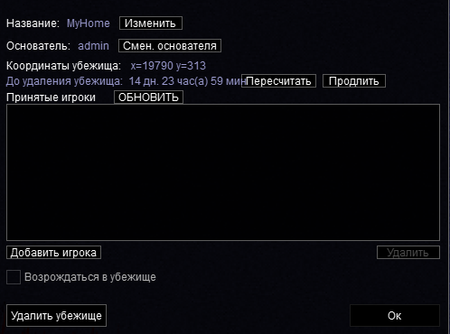 Название: MyHome Изменить
Основатель: admin Смен. основателя
Координаты убежища: x=19790 y=313
До удаления убежища: 14 дн. 23 час(а) 59 мин Пересчитать Продлить
Принятые игроки ОБНОВИТЬ
Добавить игрока Удалить
Возрождаться в убежище
Удалить убежище Ок